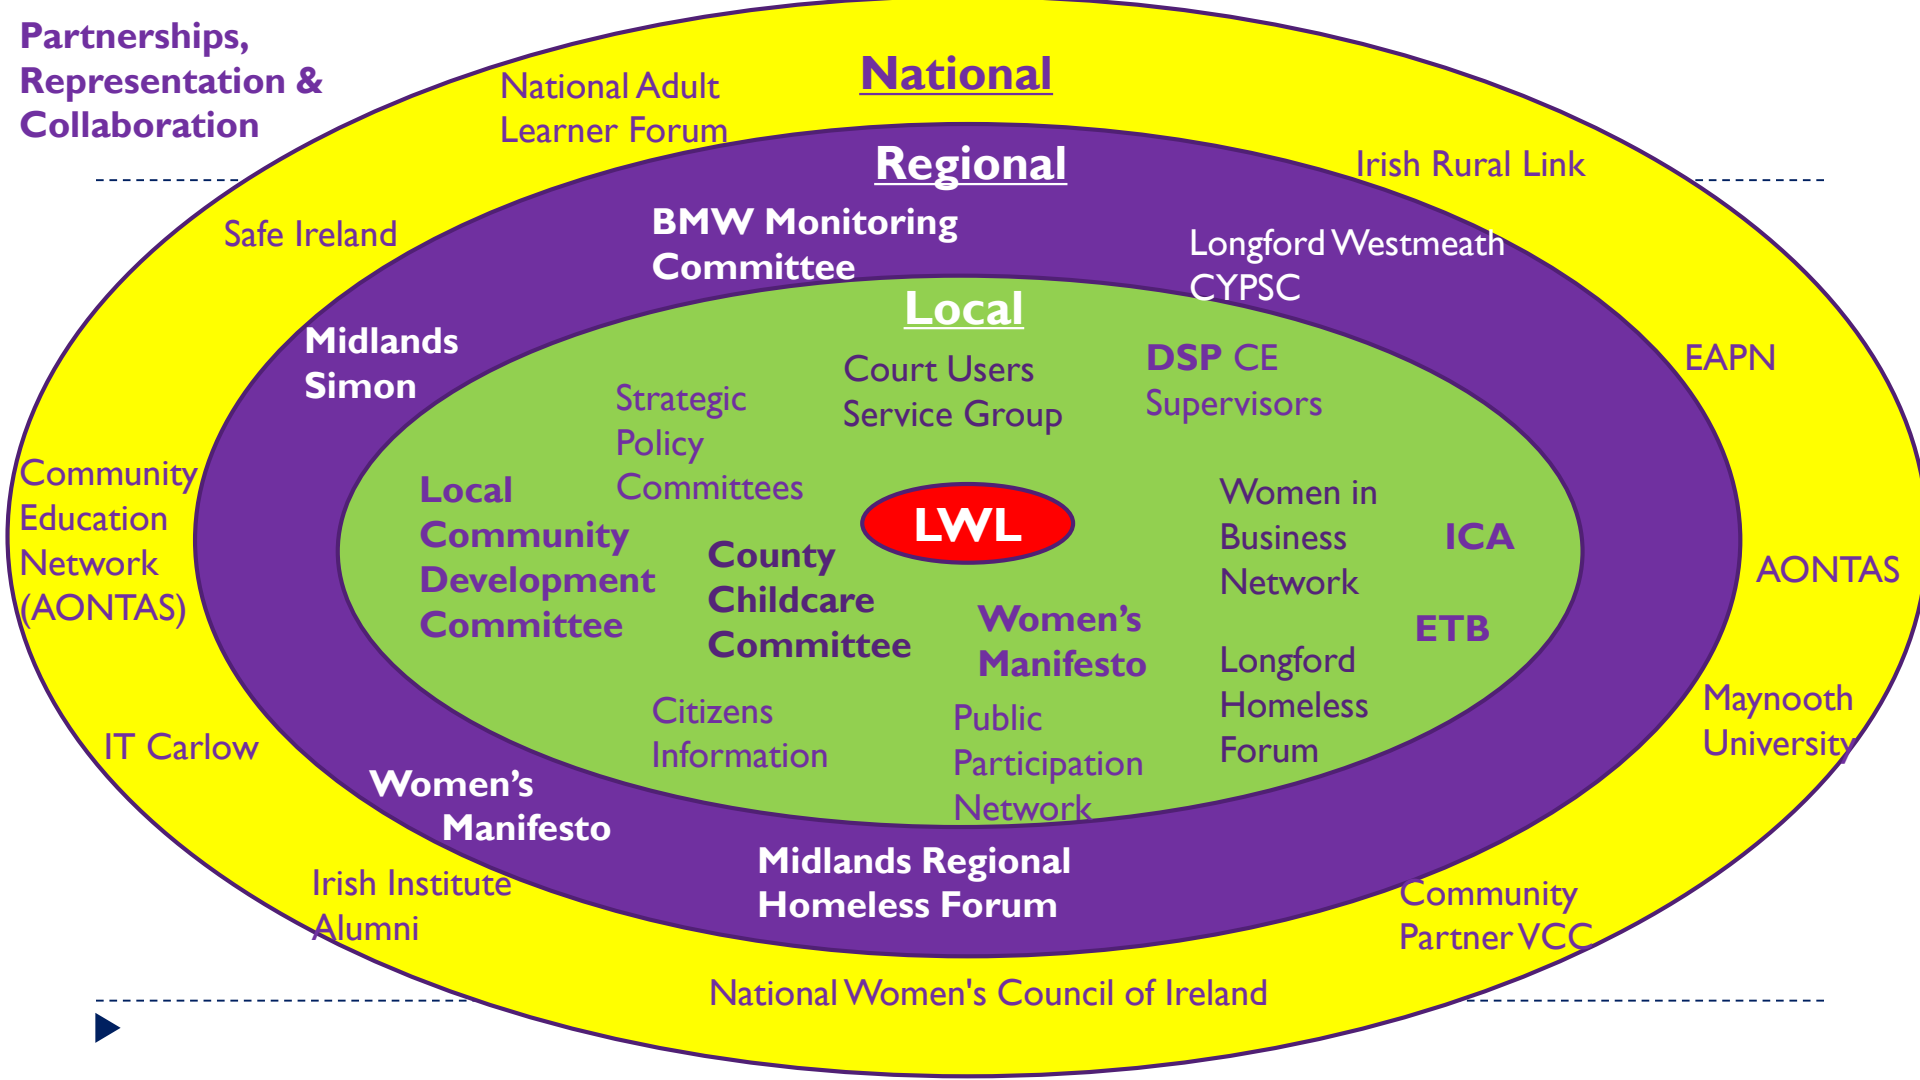 Partnerships,
Representation &
Collaboration
National
National Adult
Learner Forum
Irish Rural Link
Safe Ireland
EAPN
Community
Education
Network
(AONTAS)
AONTAS
IT Carlow
Maynooth
University
Irish Institute
Alumni
Community
Partner VCC
National Women's Council of Ireland
Regional
BMW Monitoring
Committee
Longford Westmeath
CYPSC
Midlands
Simon
Women’s
Manifesto
Midlands Regional
Homeless Forum
Local
Court Users
Service Group
DSP CE
Supervisors
Strategic
Policy
Committees
Local
Community
Development
Committee
County
Childcare
Committee
LWL
Women in
Business
Network
ICA
ETB
Women’s
Manifesto
Longford
Homeless
Forum
Citizens
Information
Public
Participation
Network